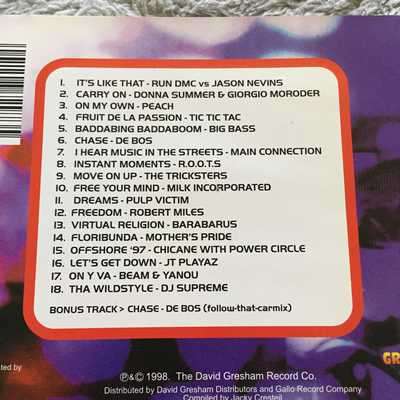 1. IT'S LIKE THAT - RUN DMC vs JASON NEVINS
2. CARRY ON - DONNA SUMMER & GIORGIO MORODER
3. ON MY OWN - PEACH
4. FRUIT DE LA PASSION - TIC TIC TAC
5. BADDABING BADDABOOM - BIG BASS
6. CHASE - DE BOS
7. I HEAR MUSIC IN THE STREETS - MAIN CONNECTION
8. INSTANT MOMENTS - R.O.O.T.S
9. MOVE ON UP - THE TRICKSTERS
10. FREE YOUR MIND - MILK INCORPORATED
11. DREAMS - PULP VICTIM
12. FREEDOM - ROBERT MILES
13. VIRTUAL RELIGION - BARABARUS
14. FLORIBUNDA - MOTHER'S PRIDE
15. OFFSHORE '97 - CHICANE WITH POWER CIRCLE
16. LET'S GET DOWN - JT PLAYAZ
17. ON Y VA - BEAM & YANOU
18. THA WILDSTYLE - DJ SUPREME
BONUS TRACK > CHASE - DE BOS (follow-that-carmix)
℗&© 1998. The David Gresham Record Co.
Distributed by David Gresham Distributors and Gallo Record Company
Compiled by Jacky Cresteil
by